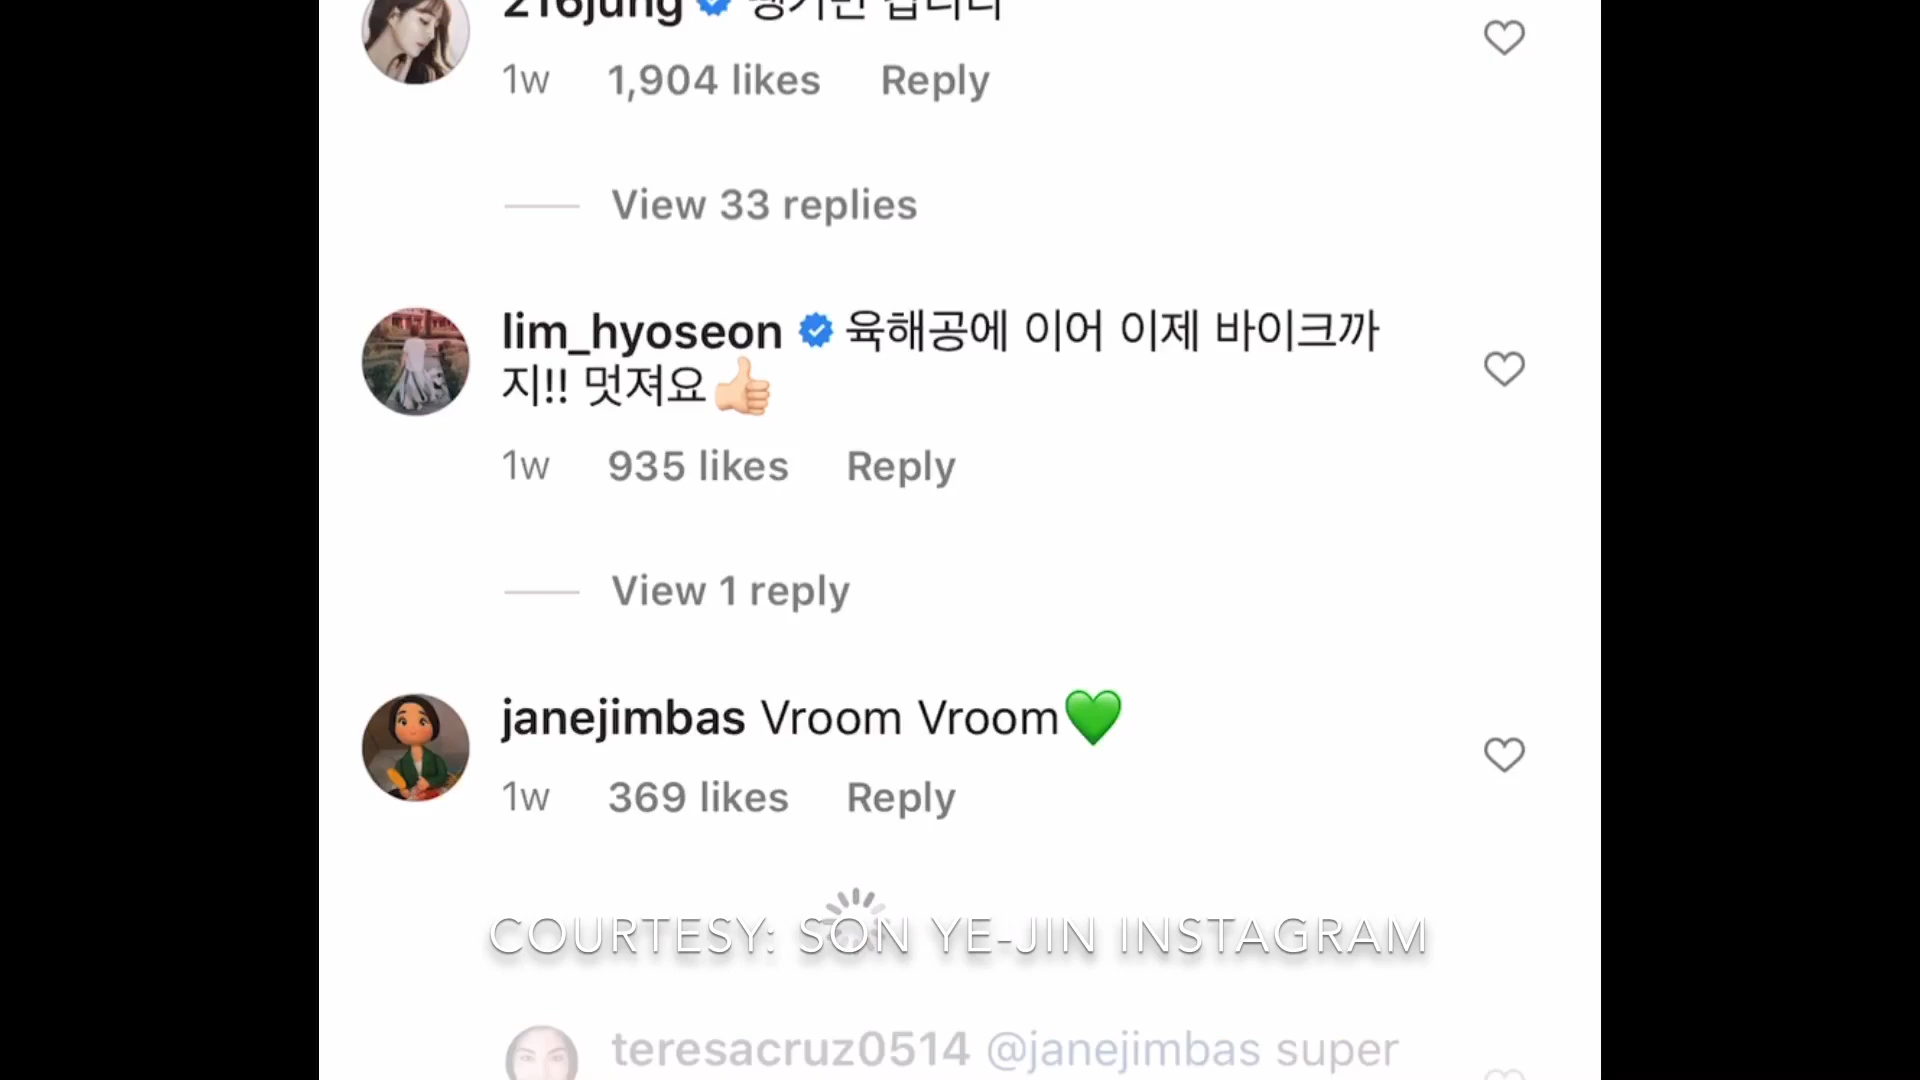 216jung
1w 1,904 likes Reply
View 33 replies
lim_hyoseon 육해공에 이어 이제 바이크까
지!! 멋져요👍🏻
1w 935 likes Reply
View 1 reply
janejimbas Vroom Vroom💚
1w 369 likes Reply
COURTESY: SON YE-JIN INSTAGRAM
teresacruz0514 @janejimbas super